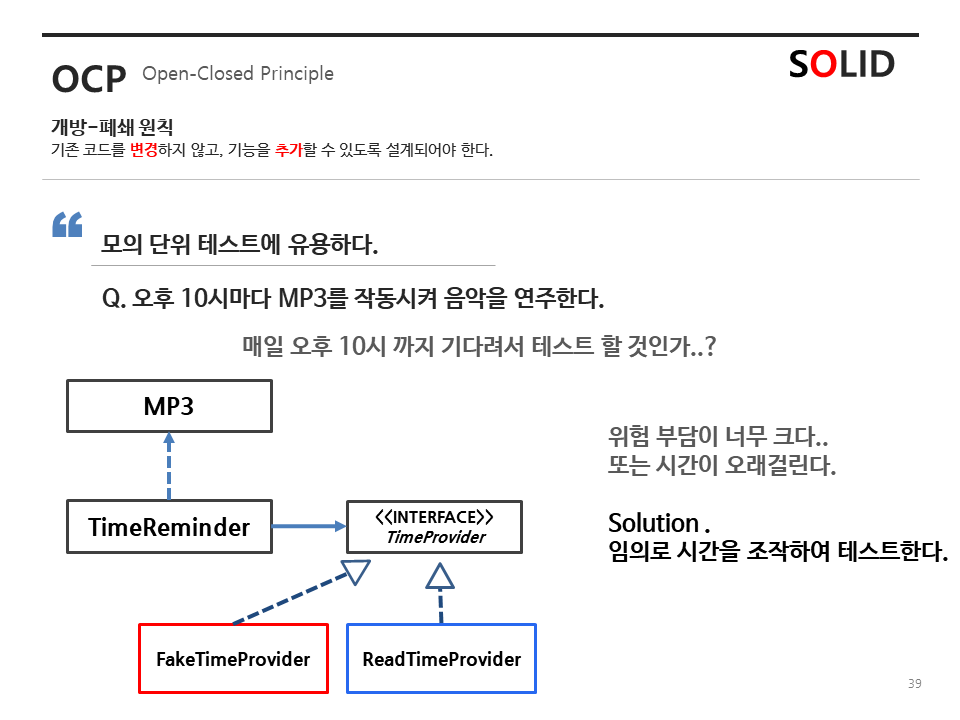 OCP Open-Closed Principle
SOLID
개방-폐쇄 원칙
기존 코드를 변경하지 않고, 기능을 추가할 수 있도록 설계되어야 한다.
“
모의 단위 테스트에 유용하다.
Q. 오후 10시마다 MP3를 작동시켜 음악을 연주한다.
매일 오후 10시 까지 기다려서 테스트 할 것인가..?
MP3
위험 부담이 너무 크다..
또는 시간이 오래걸린다.
TimeReminder
<<INTERFACE>>
TimeProvider
Solution .
임의로 시간을 조작하여 테스트한다.
FakeTimeProvider
ReadTimeProvider
39